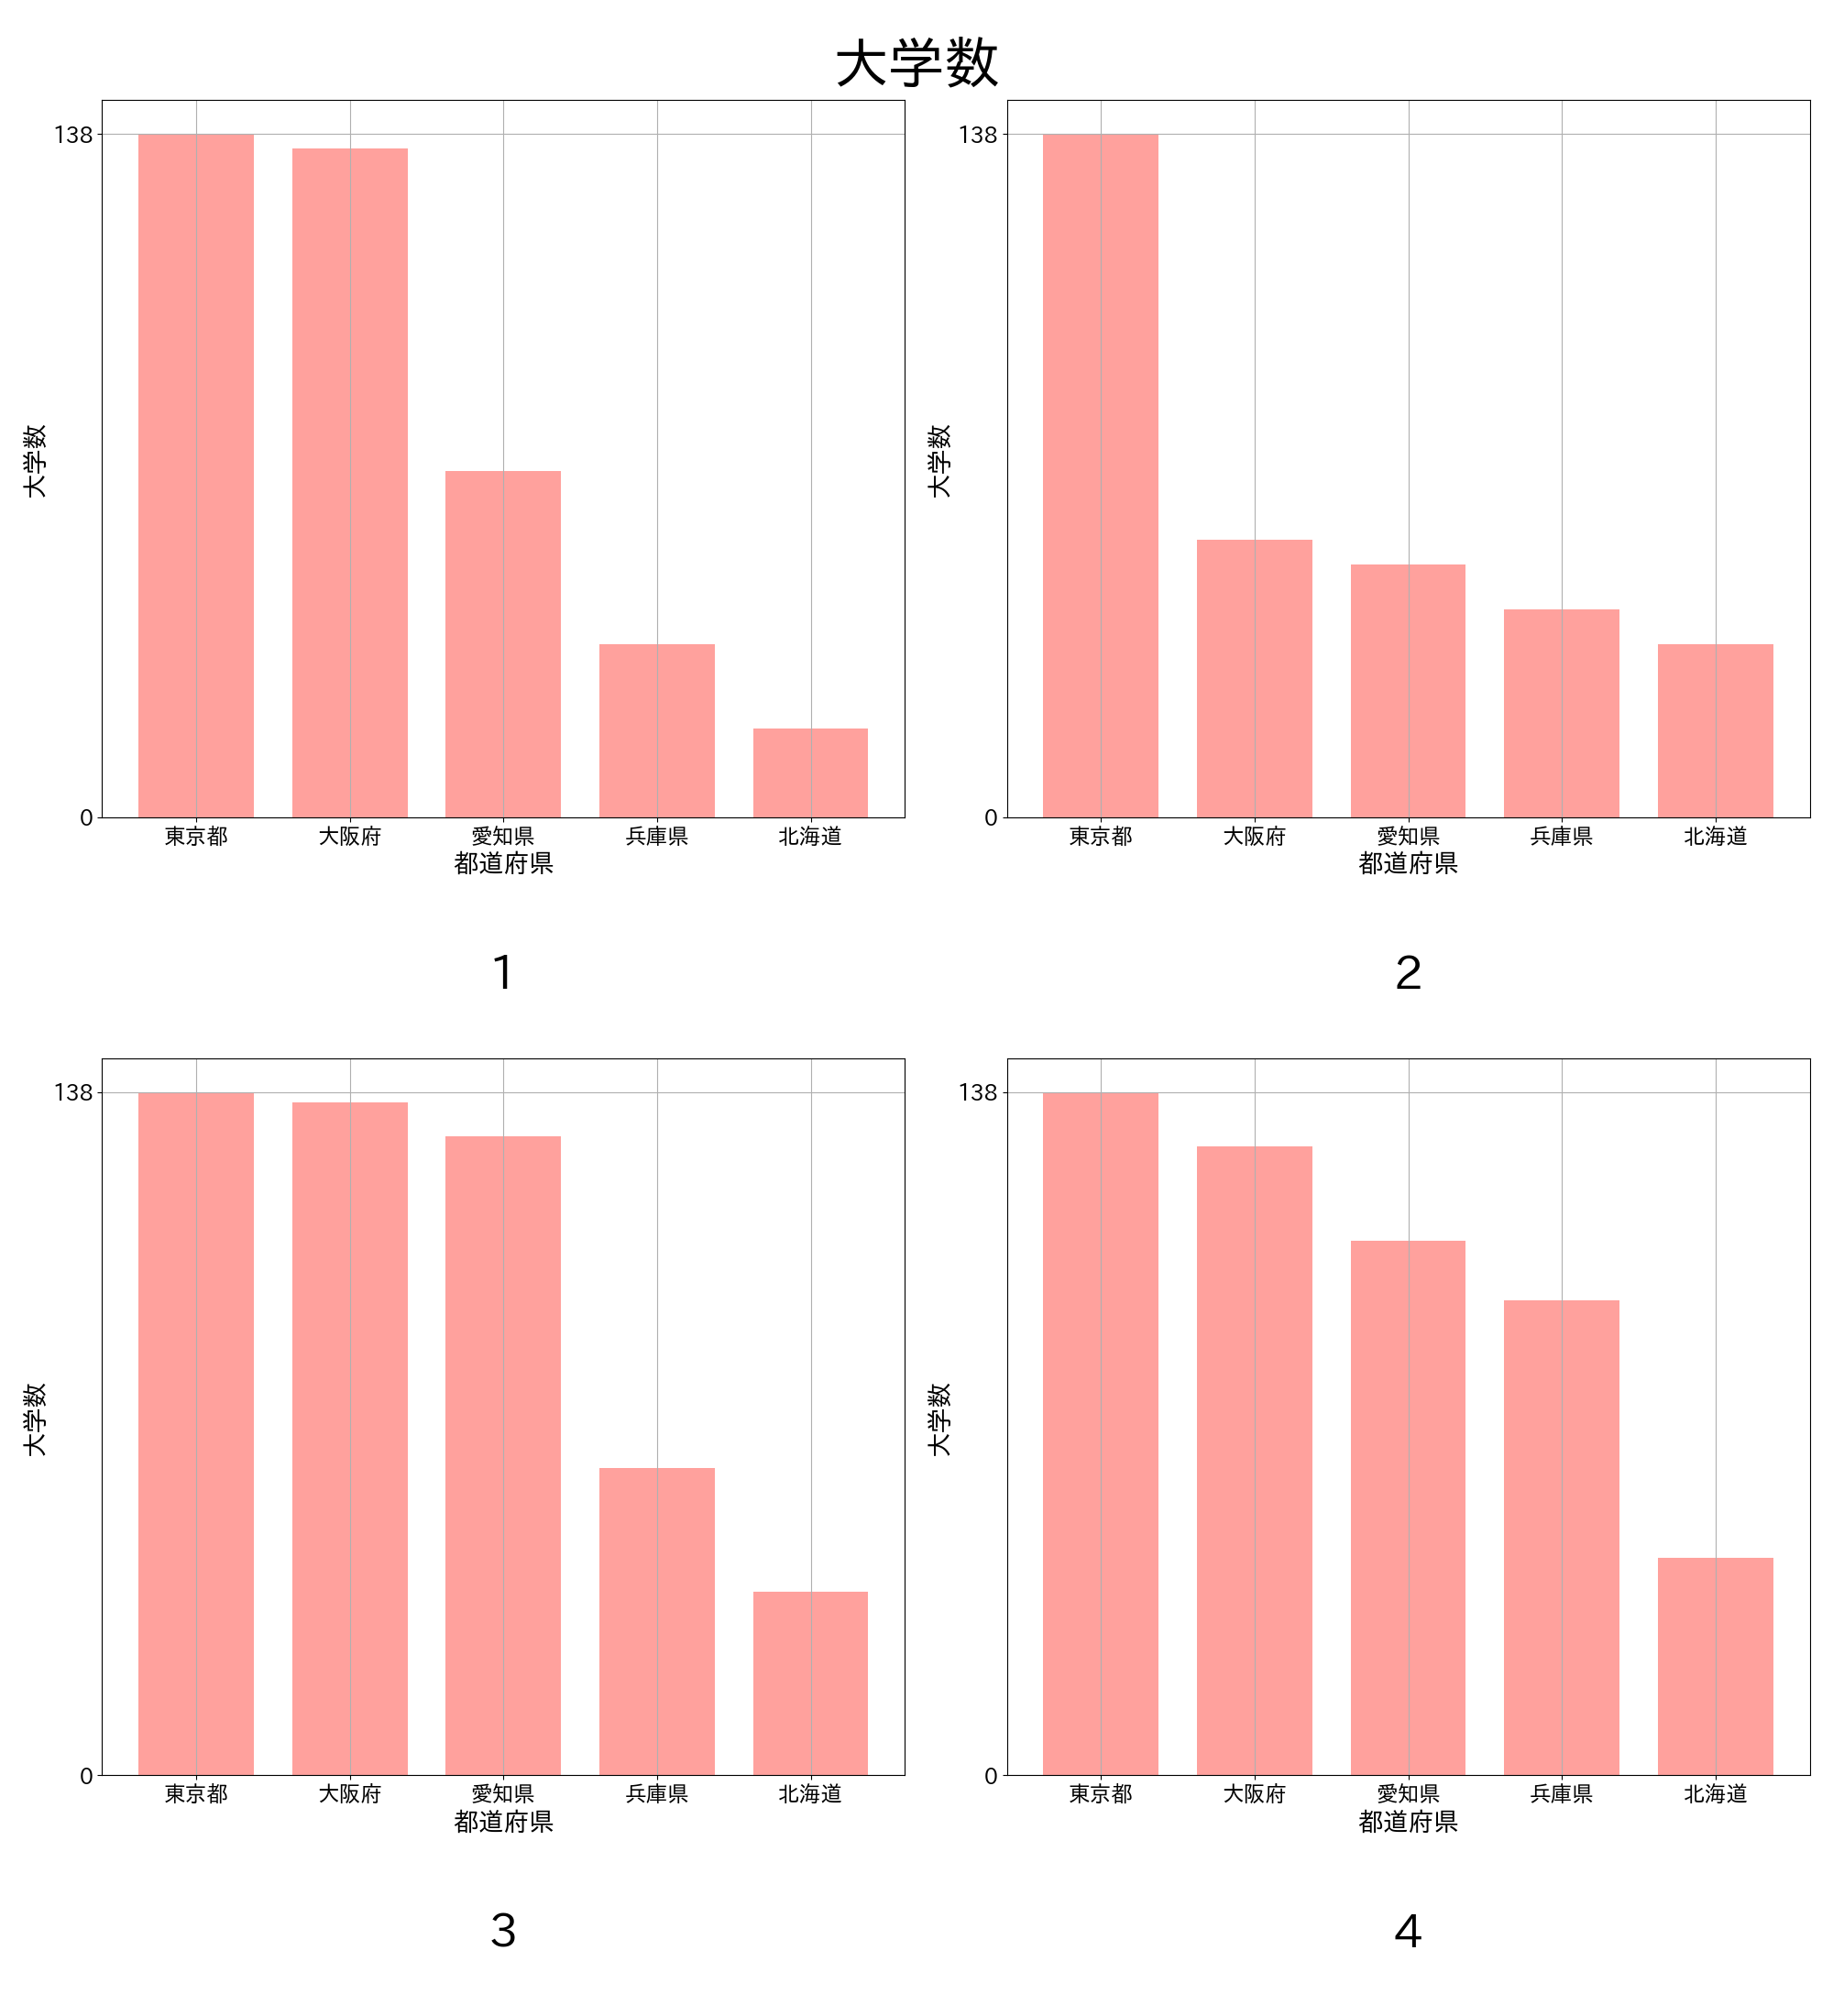 大学数
138
0
大学数
東京都 大阪府 愛知県 兵庫県 北海道
都道府県
1
138
0
大学数
東京都 大阪府 愛知県 兵庫県 北海道
都道府県
2
138
0
大学数
東京都 大阪府 愛知県 兵庫県 北海道
都道府県
3
138
0
大学数
東京都 大阪府 愛知県 兵庫県 北海道
都道府県
4